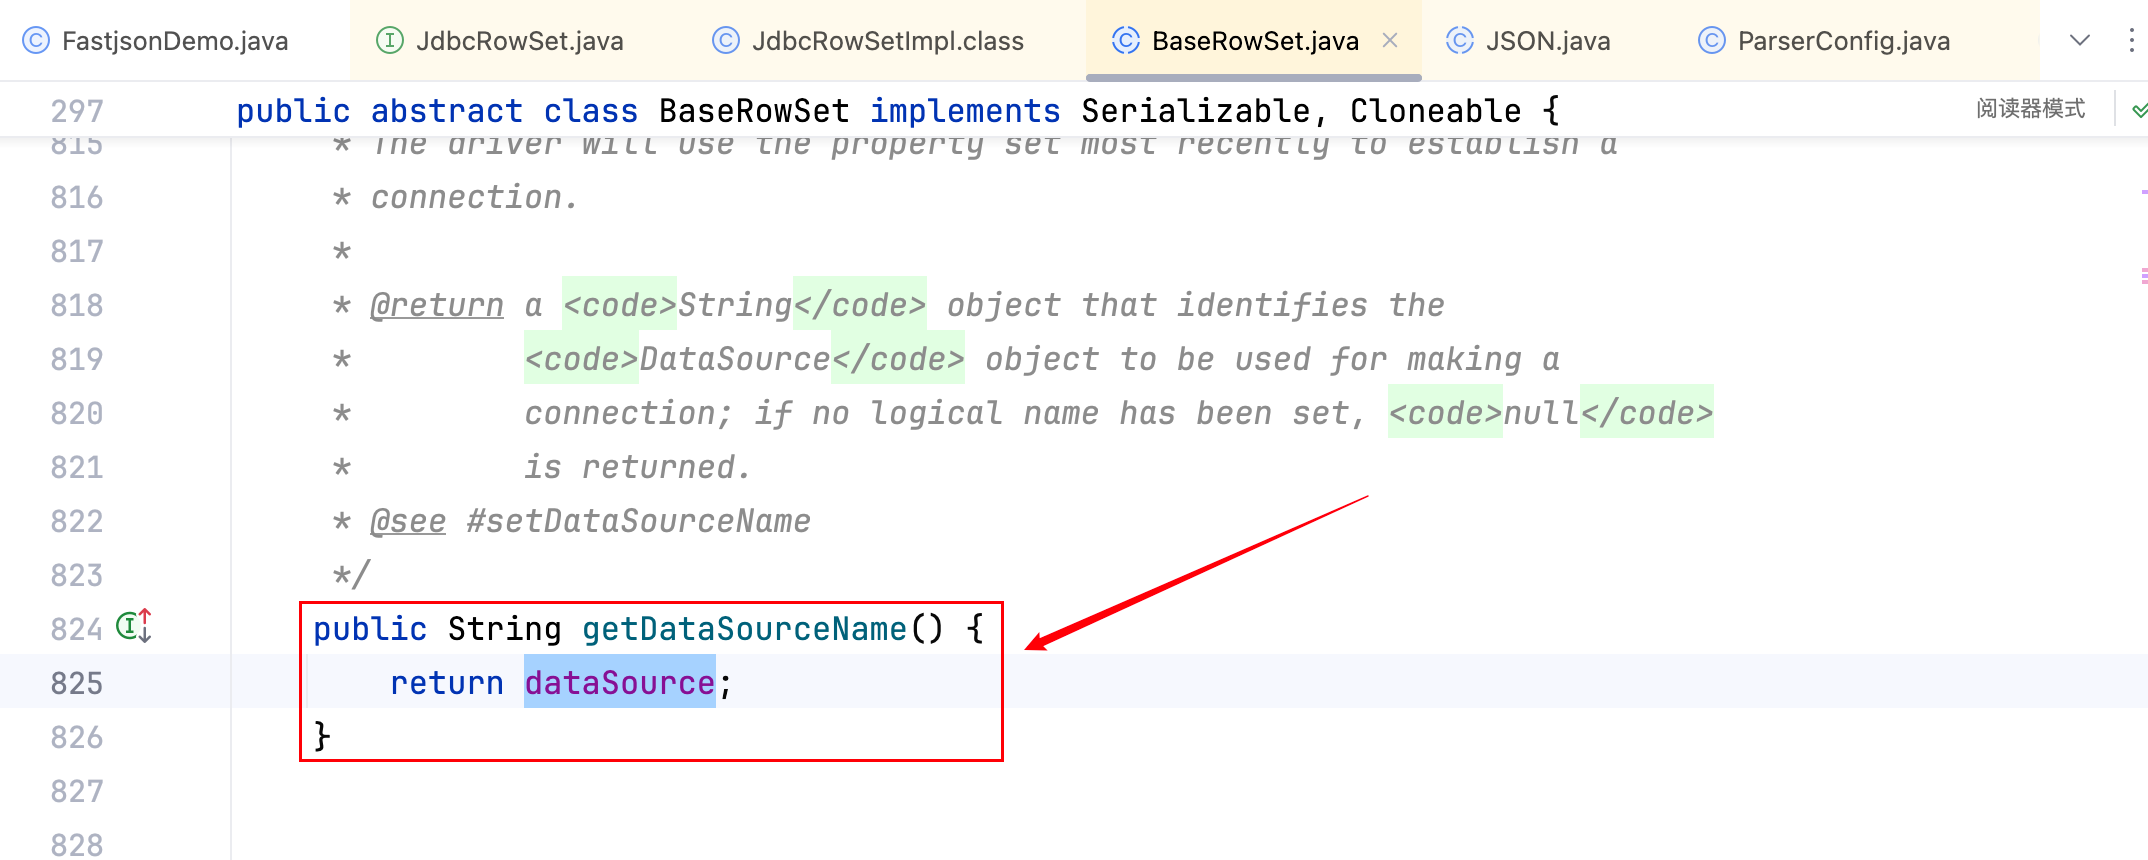 FastjsonDemo.java JdbcRowSet.java JdbcRowSetImpl.class BaseRowSet.java JSON.java ParserConfig.java
297 public abstract class BaseRowSet implements Serializable, Cloneable { 阅读器模式
815 * The driver will use the property set most recently to establish a
816 * connection.
817 *
818 * @return a <code>String</code> object that identifies the
819 * <code>DataSource</code> object to be used for making a
820 * connection; if no logical name has been set, <code>null</code>
821 * is returned.
822 * @see #setDataSourceName
823 */
824 public String getDataSourceName() {
825 return dataSource;
826 }
827
828